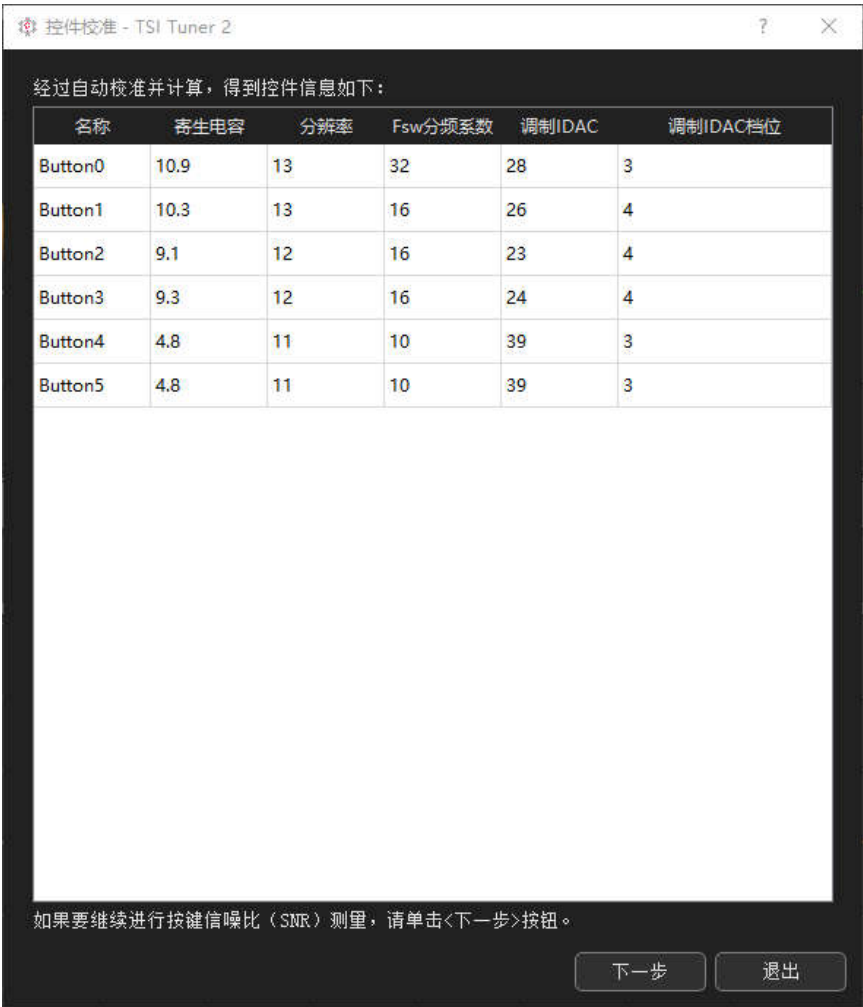 控件校准 - TSI Tuner 2
经过自动校准并计算，得到控件信息如下：
名称 寄生电容 分辨率 Fsw分频系数 调制IDAC 调制IDAC档位
Button0 10.9 13 32 28 3
Button1 10.3 13 16 26 4
Button2 9.1 12 16 23 4
Button3 9.3 12 16 24 4
Button4 4.8 11 10 39 3
Button5 4.8 11 10 39 3
如果要继续进行按键信噪比（SNR）测量，请单击<下一步>按钮。
下一步 退出